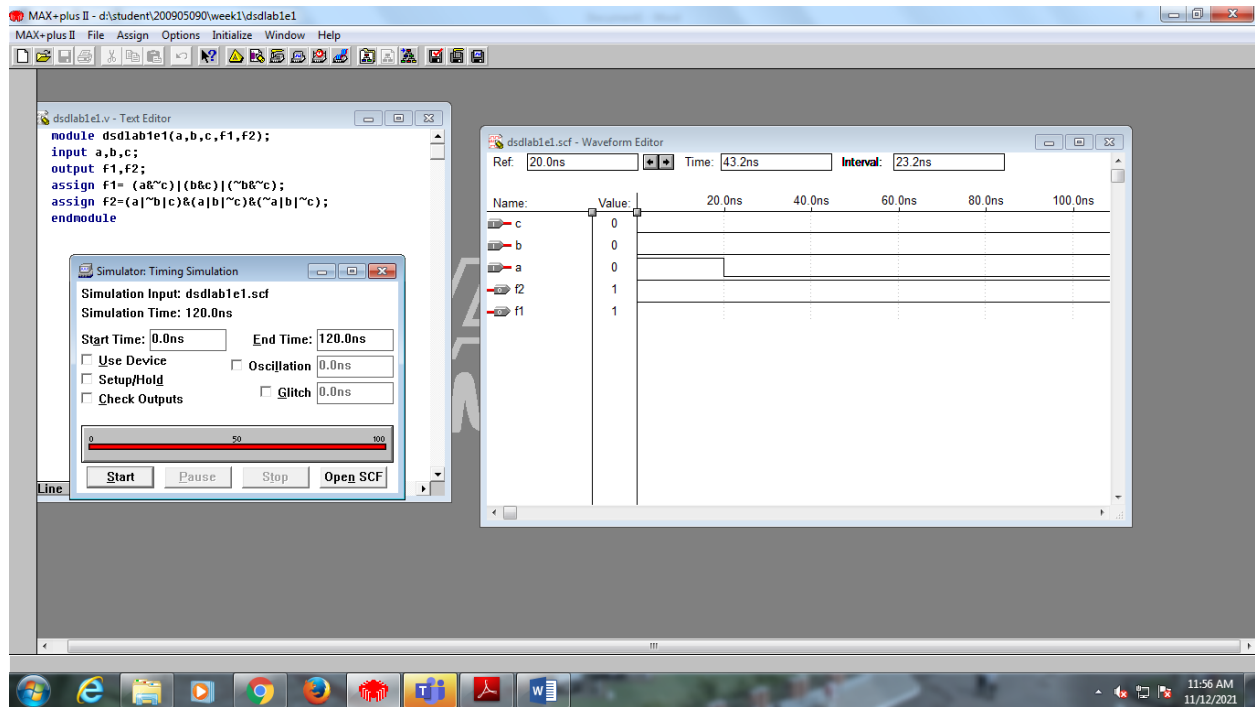 MAX+plus II - d:\student\200905090\week1\dsdlab1e1
MAX+plus II File Assign Options Initialize Window Help
dsdlab1e1.v - Text Editor
module dsdlab1e1(a,b,c,f1,f2);
input a,b,c;
output f1,f2;
assign f1= (a&~c)|(b&c)|(~b&~c);
assign f2=(a|~b|c)&(a|b|~c)&(~a|b|~c);
endmodule
Line
Simulator: Timing Simulation
Simulation Input: dsdlab1e1.scf
Simulation Time: 120.0ns
Start Time: 0.0ns End Time: 120.0ns
Use Device Oscillation 0.0ns
Setup/Hold
Glitch 0.0ns
Check Outputs
0 50 100
Start Pause Stop Open SCF
dsdlab1e1.scf - Waveform Editor
Ref: 20.0ns Time: 43.2ns Interval: 23.2ns
Name: Value: 20.0ns 40.0ns 60.0ns 80.0ns 100.0ns
c 0
b 0
a 0
f2 1
f1 1
11:56 AM
11/12/2021